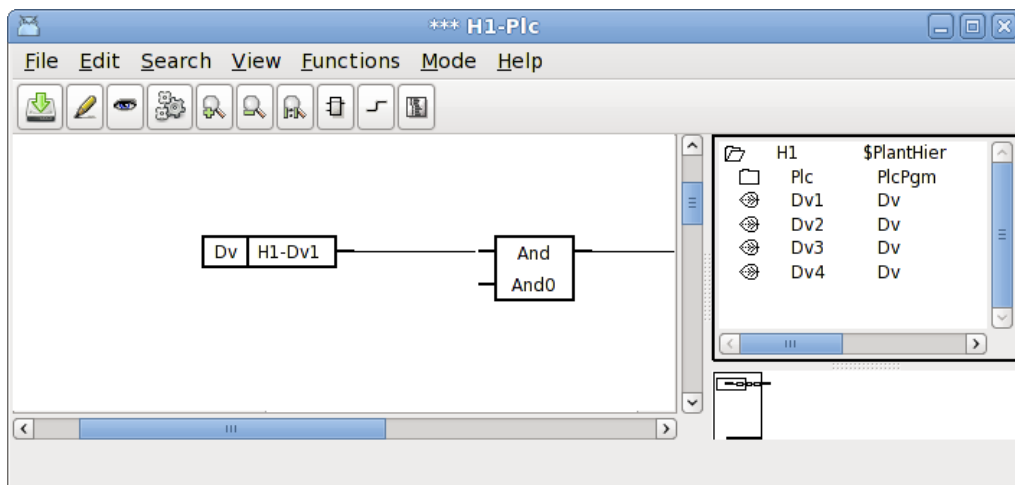 *** H1-Plc
File Edit Search View Functions Mode Help
H1 $PlantHier
Plc PlcPgm
Dv1 Dv
Dv2 Dv
Dv3 Dv
Dv4 Dv
Dv H1-Dv1
And
And0